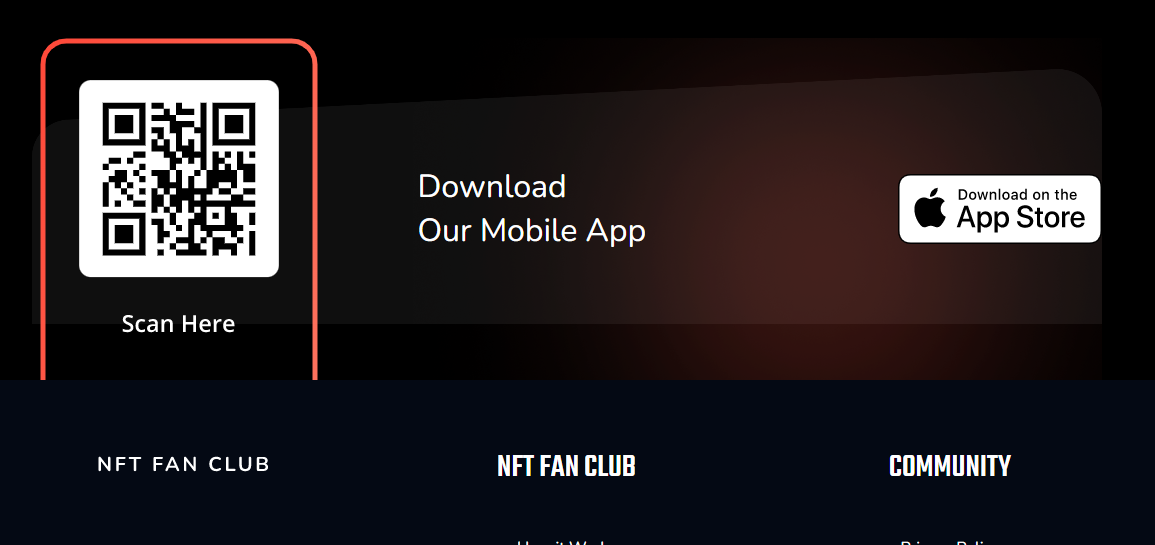 Download
Our Mobile App
Download on the
App Store
Scan Here
NFT FAN CLUB
NFT FAN CLUB
COMMUNITY